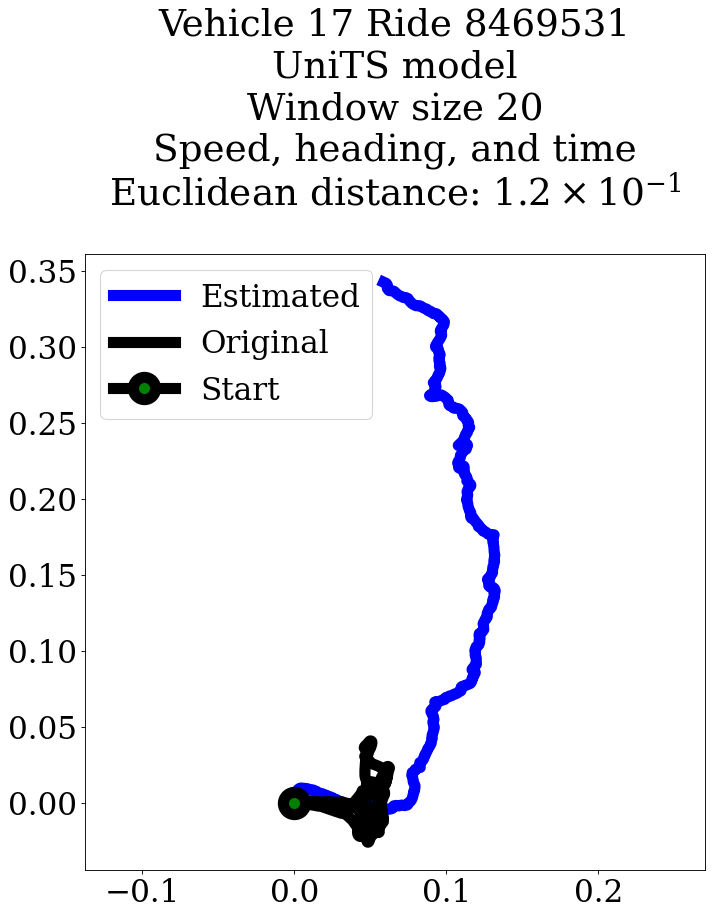 Vehicle 17 Ride 8469531
UniTS model
Window size 20
Speed, heading, and time
Euclidean distance: 1.2 × 10⁻¹
Estimated
Original
Start
0.35
0.30
0.25
0.20
0.15
0.10
0.05
0.00
−0.1
0.0
0.1
0.2